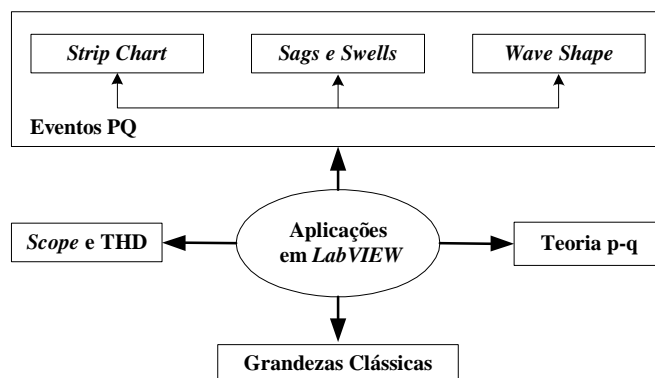 Strip Chart
Sags e Swells
Wave Shape
Eventos PQ
Scope e THD
Aplicações
em LabVIEW
Teoria p-q
Grandezas Clássicas